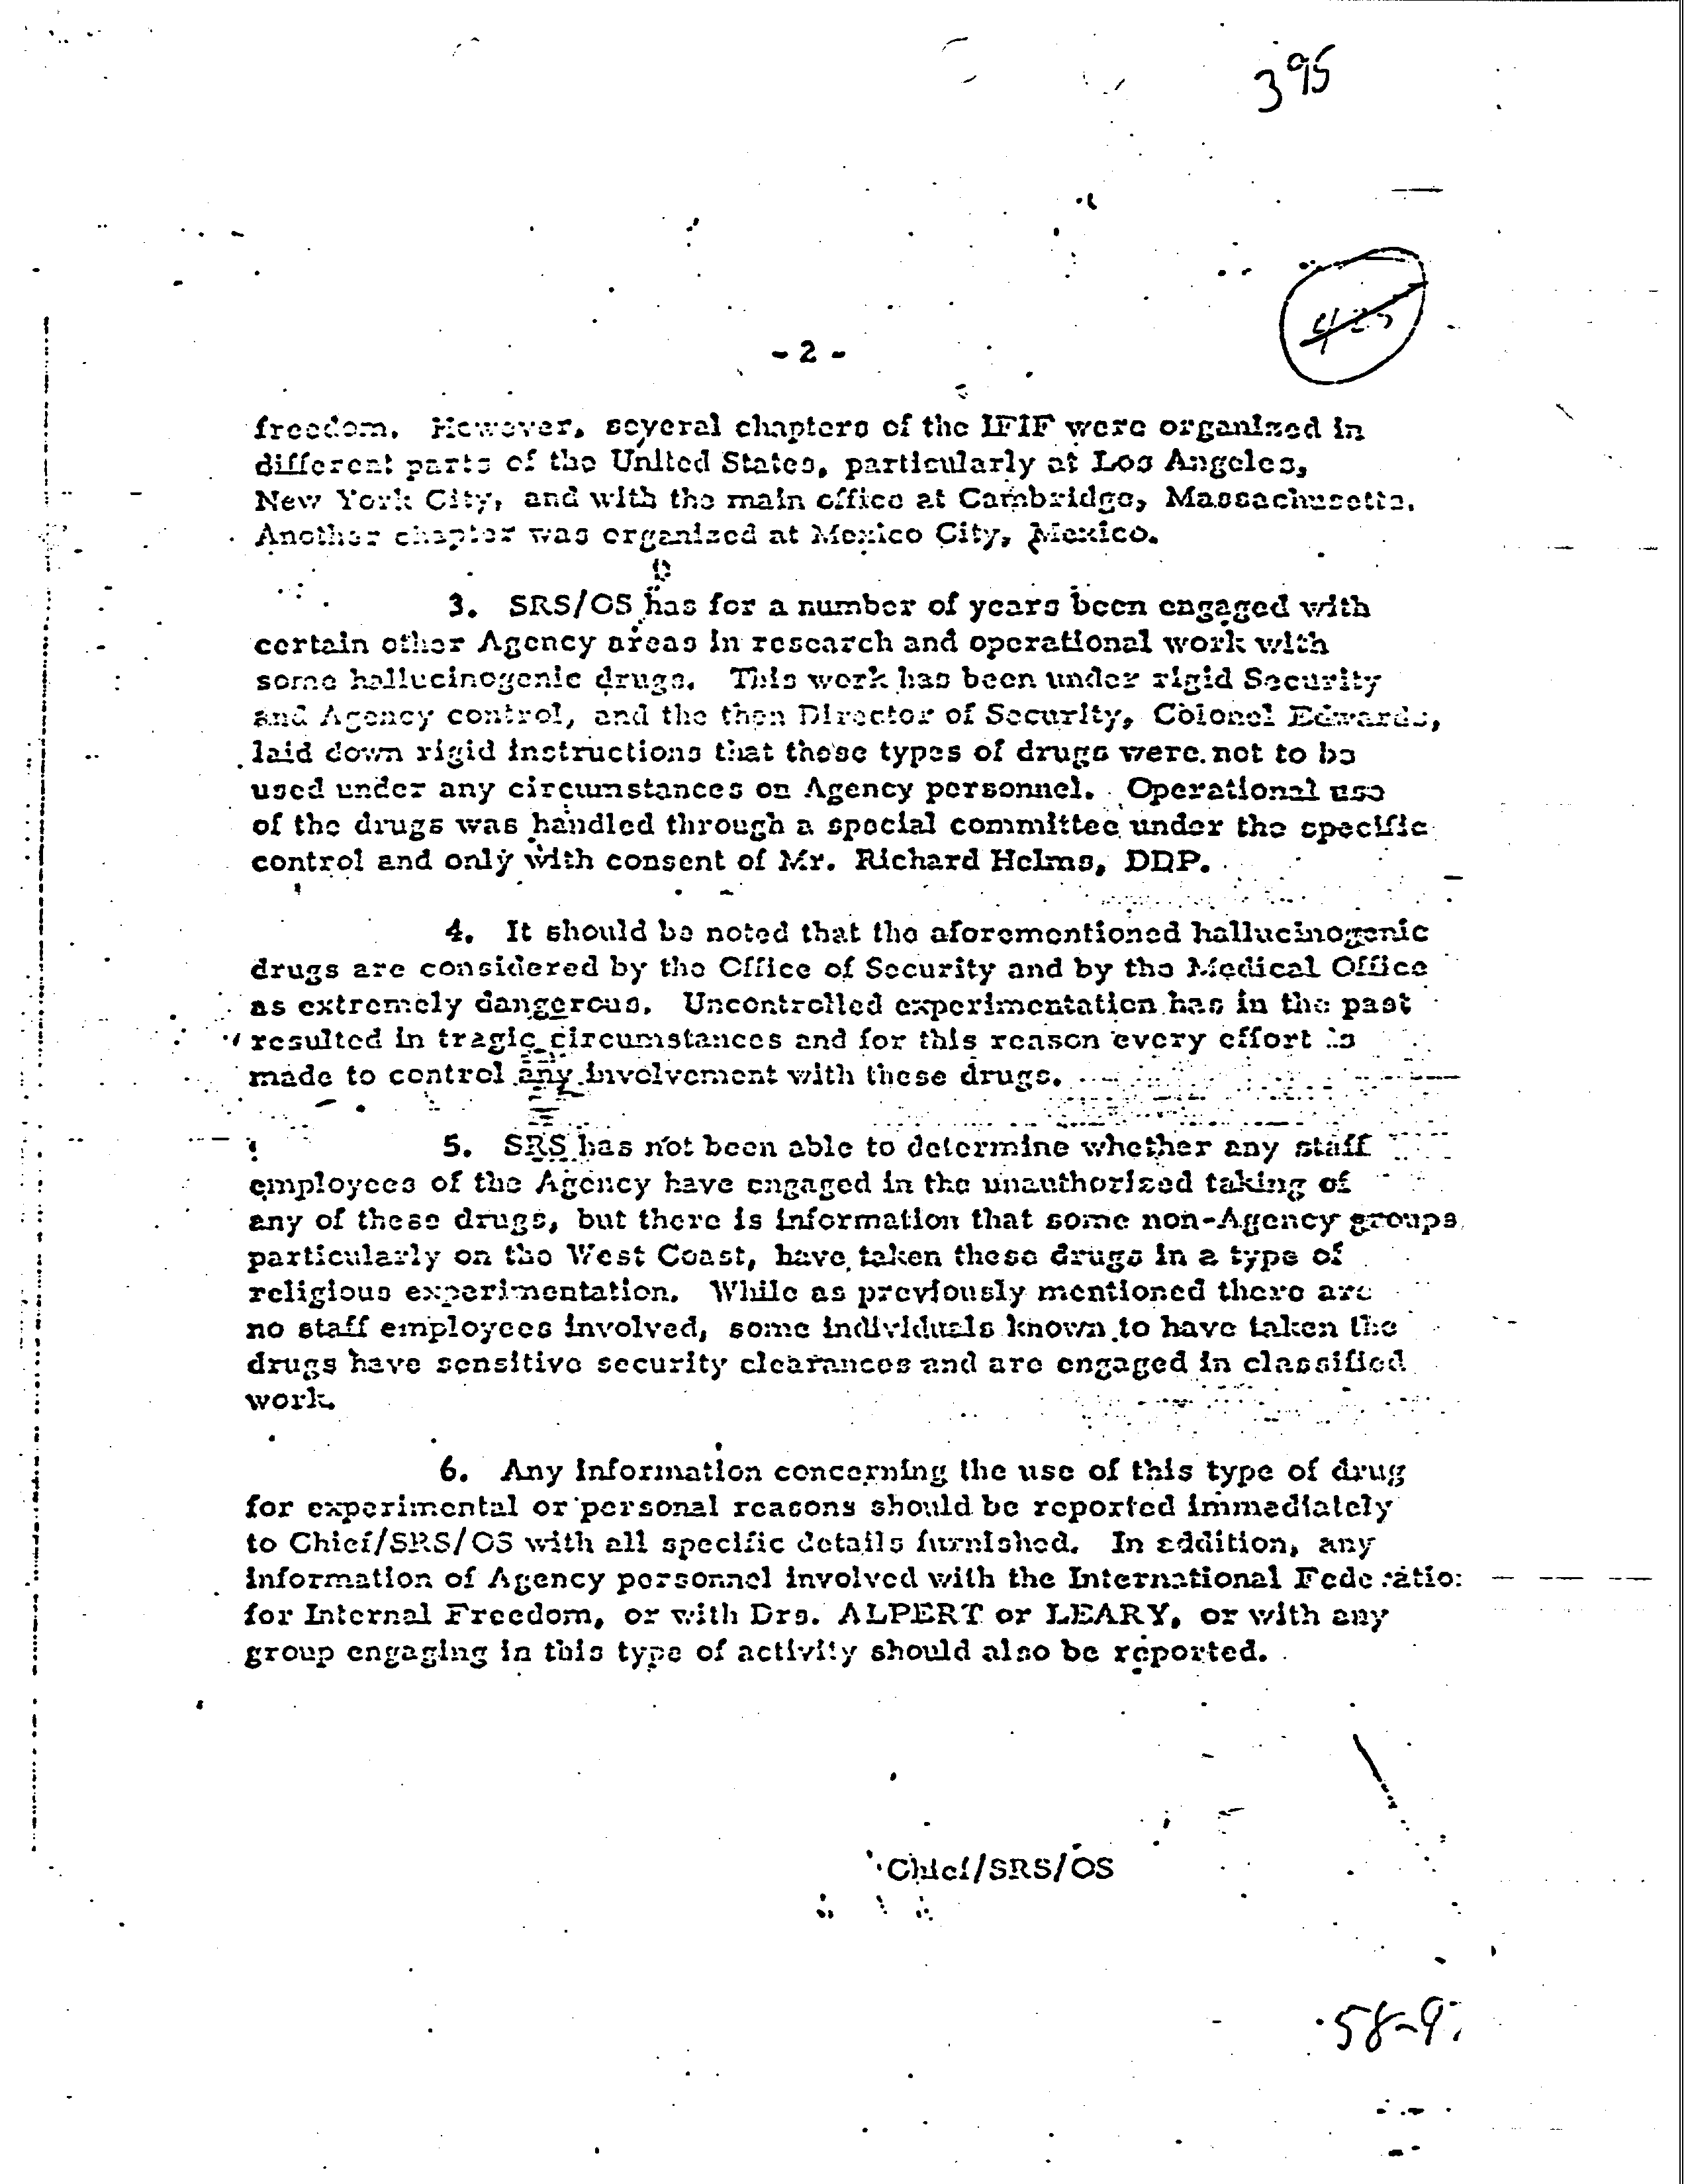 395
425
- 2 -
freedom. However, several chapters of the IFIF were organized in
different parts of the United States, particularly at Los Angeles,
New York City, and with the main office at Cambridge, Massachusetts.
Another chapter was organized at Mexico City, Mexico.
3. SRS/OS has for a number of years been engaged with
certain other Agency areas in research and operational work with
some hallucinogenic drugs. This work has been under rigid Security
and Agency control, and the then Director of Security, Colonel Edwards,
laid down rigid instructions that these types of drugs were not to be
used under any circumstances on Agency personnel. Operational use
of the drugs was handled through a special committee under the specific
control and only with consent of Mr. Richard Helms, DDP.
4. It should be noted that the aforementioned hallucinogenic
drugs are considered by the Office of Security and by the Medical Office
as extremely dangerous. Uncontrolled experimentation has in the past
resulted in tragic circumstances and for this reason every effort is
made to control any involvement with these drugs.
5. SRS has not been able to determine whether any staff
employees of the Agency have engaged in the unauthorized taking of
any of these drugs, but there is information that some non-Agency groups,
particularly on the West Coast, have taken these drugs in a type of
religious experimentation. While as previously mentioned there are
no staff employees involved, some individuals known to have taken the
drugs have sensitive security clearances and are engaged in classified
work.
6. Any information concerning the use of this type of drug
for experimental or personal reasons should be reported immediately
to Chief/SRS/OS with all specific details furnished. In addition, any
information of Agency personnel involved with the International Federatio
for Internal Freedom, or with Drs. ALPERT or LEARY, or with any
group engaging in this type of activity should also be reported.
Chief/SRS/OS
58-9